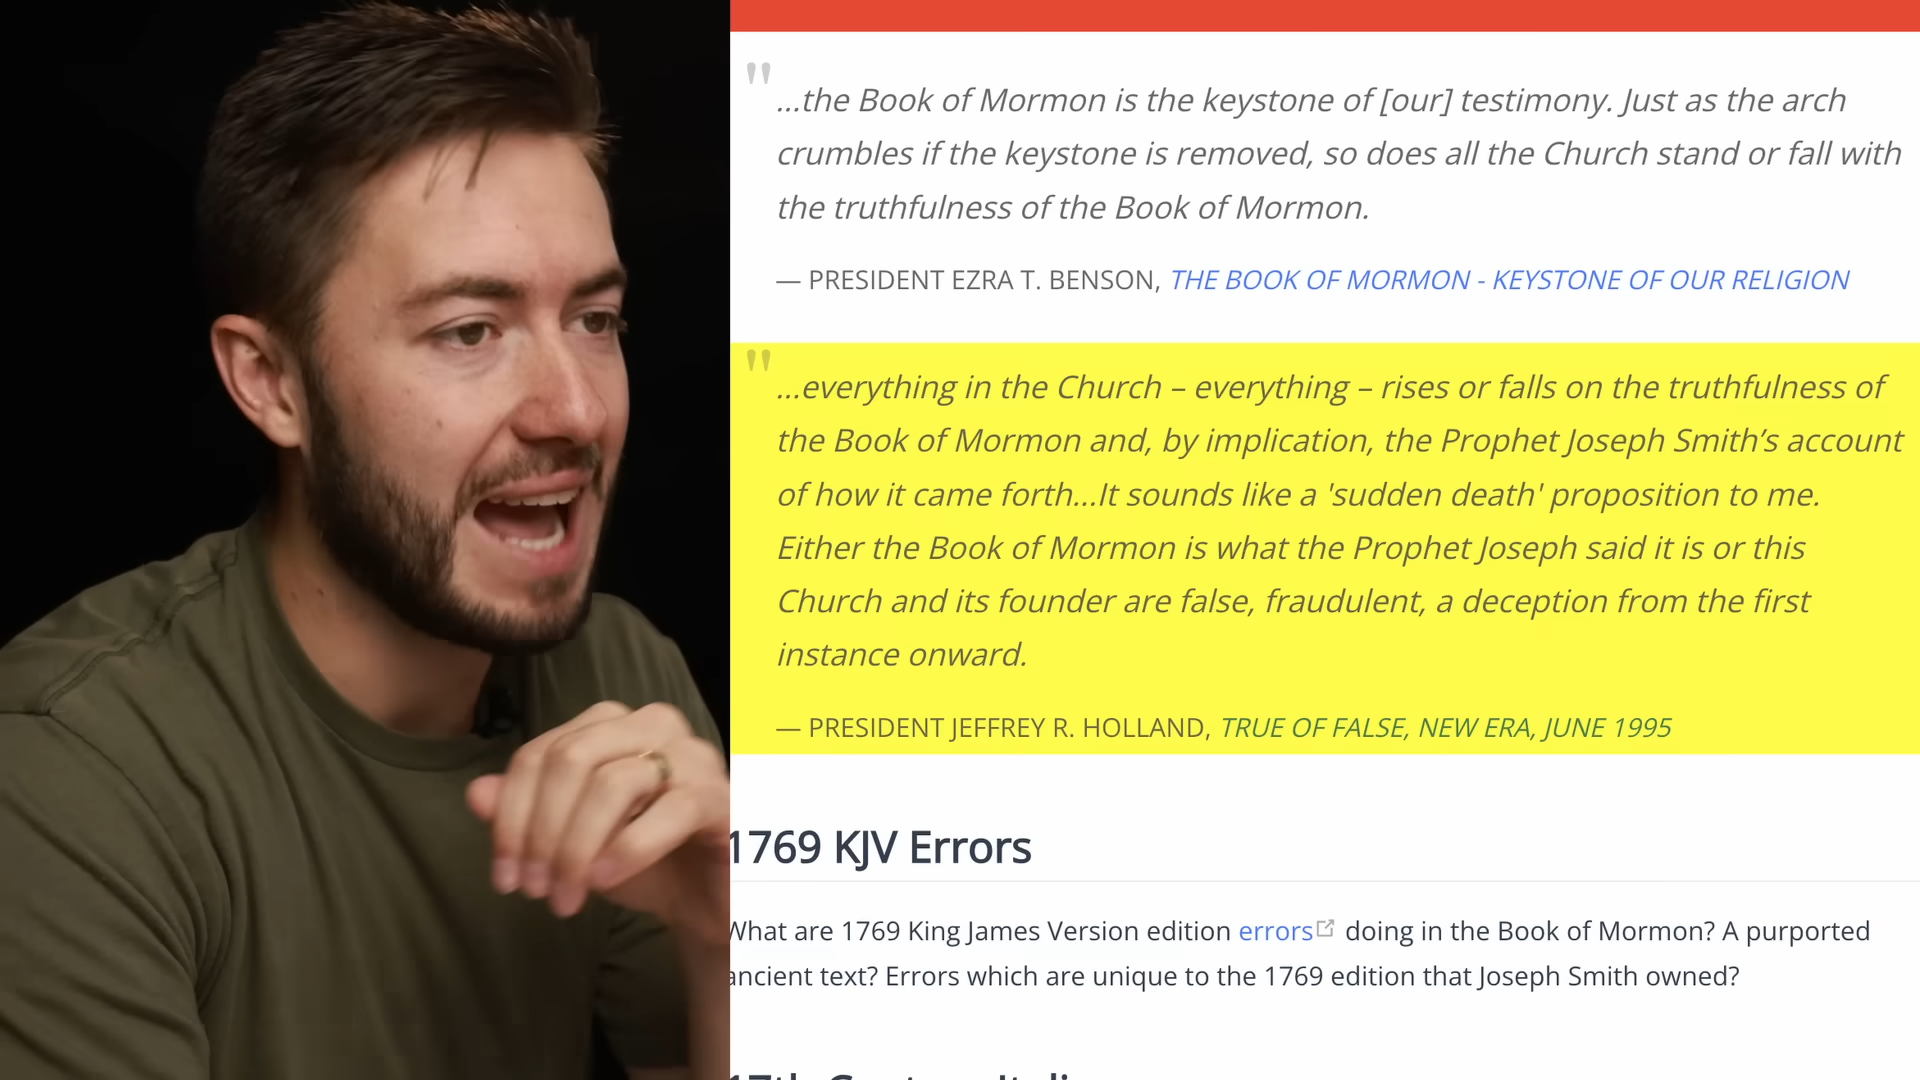 "
...the Book of Mormon is the keystone of [our] testimony. Just as the arch
crumbles if the keystone is removed, so does all the Church stand or fall with
the truthfulness of the Book of Mormon.
— PRESIDENT EZRA T. BENSON, THE BOOK OF MORMON - KEYSTONE OF OUR RELIGION
"
...everything in the Church – everything – rises or falls on the truthfulness of
the Book of Mormon and, by implication, the Prophet Joseph Smith’s account
of how it came forth...It sounds like a 'sudden death' proposition to me.
Either the Book of Mormon is what the Prophet Joseph said it is or this
Church and its founder are false, fraudulent, a deception from the first
instance onward.
— PRESIDENT JEFFREY R. HOLLAND, TRUE OF FALSE, NEW ERA, JUNE 1995
1769 KJV Errors
What are 1769 King James Version edition errors doing in the Book of Mormon? A purported
ancient text? Errors which are unique to the 1769 edition that Joseph Smith owned?